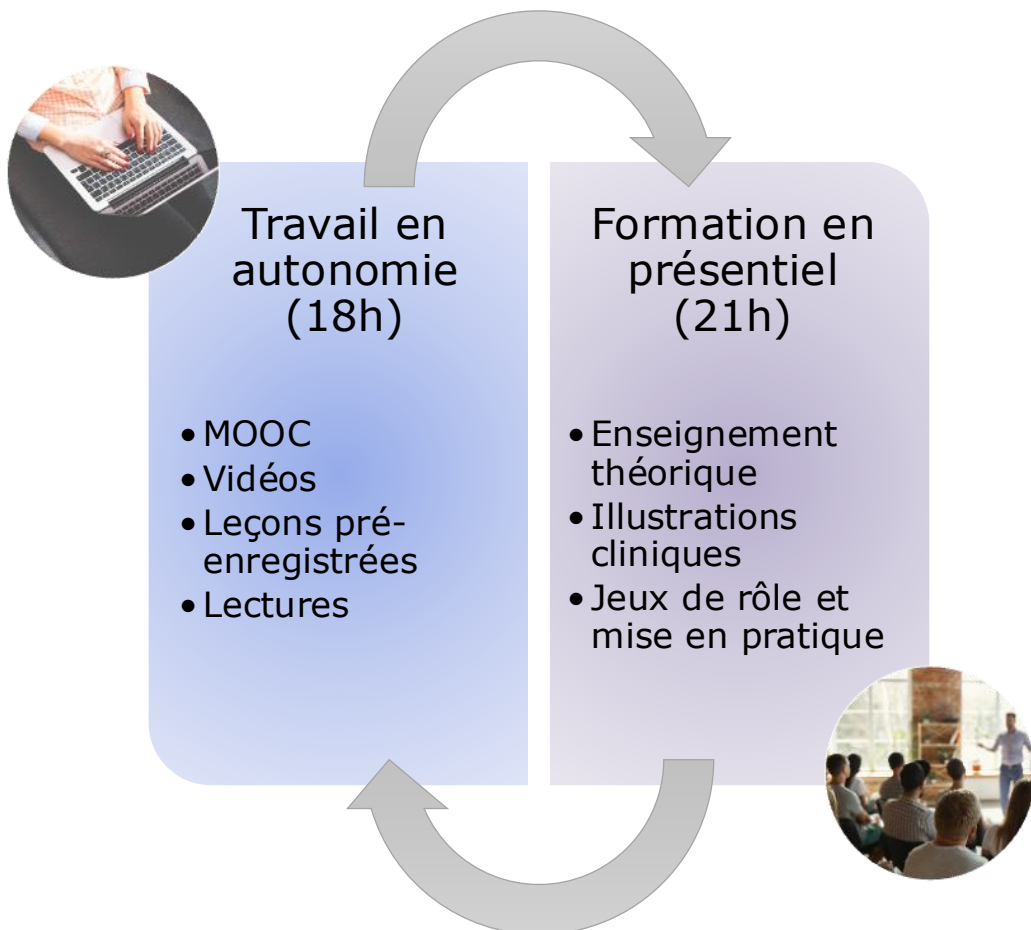 Travail en
autonomie
(18h)
• MOOC
• Vidéos
• Leçons pré-
enregistrées
• Lectures
Formation en
présentiel
(21h)
• Enseignement
théorique
• Illustrations
cliniques
• Jeux de rôle et
mise en pratique